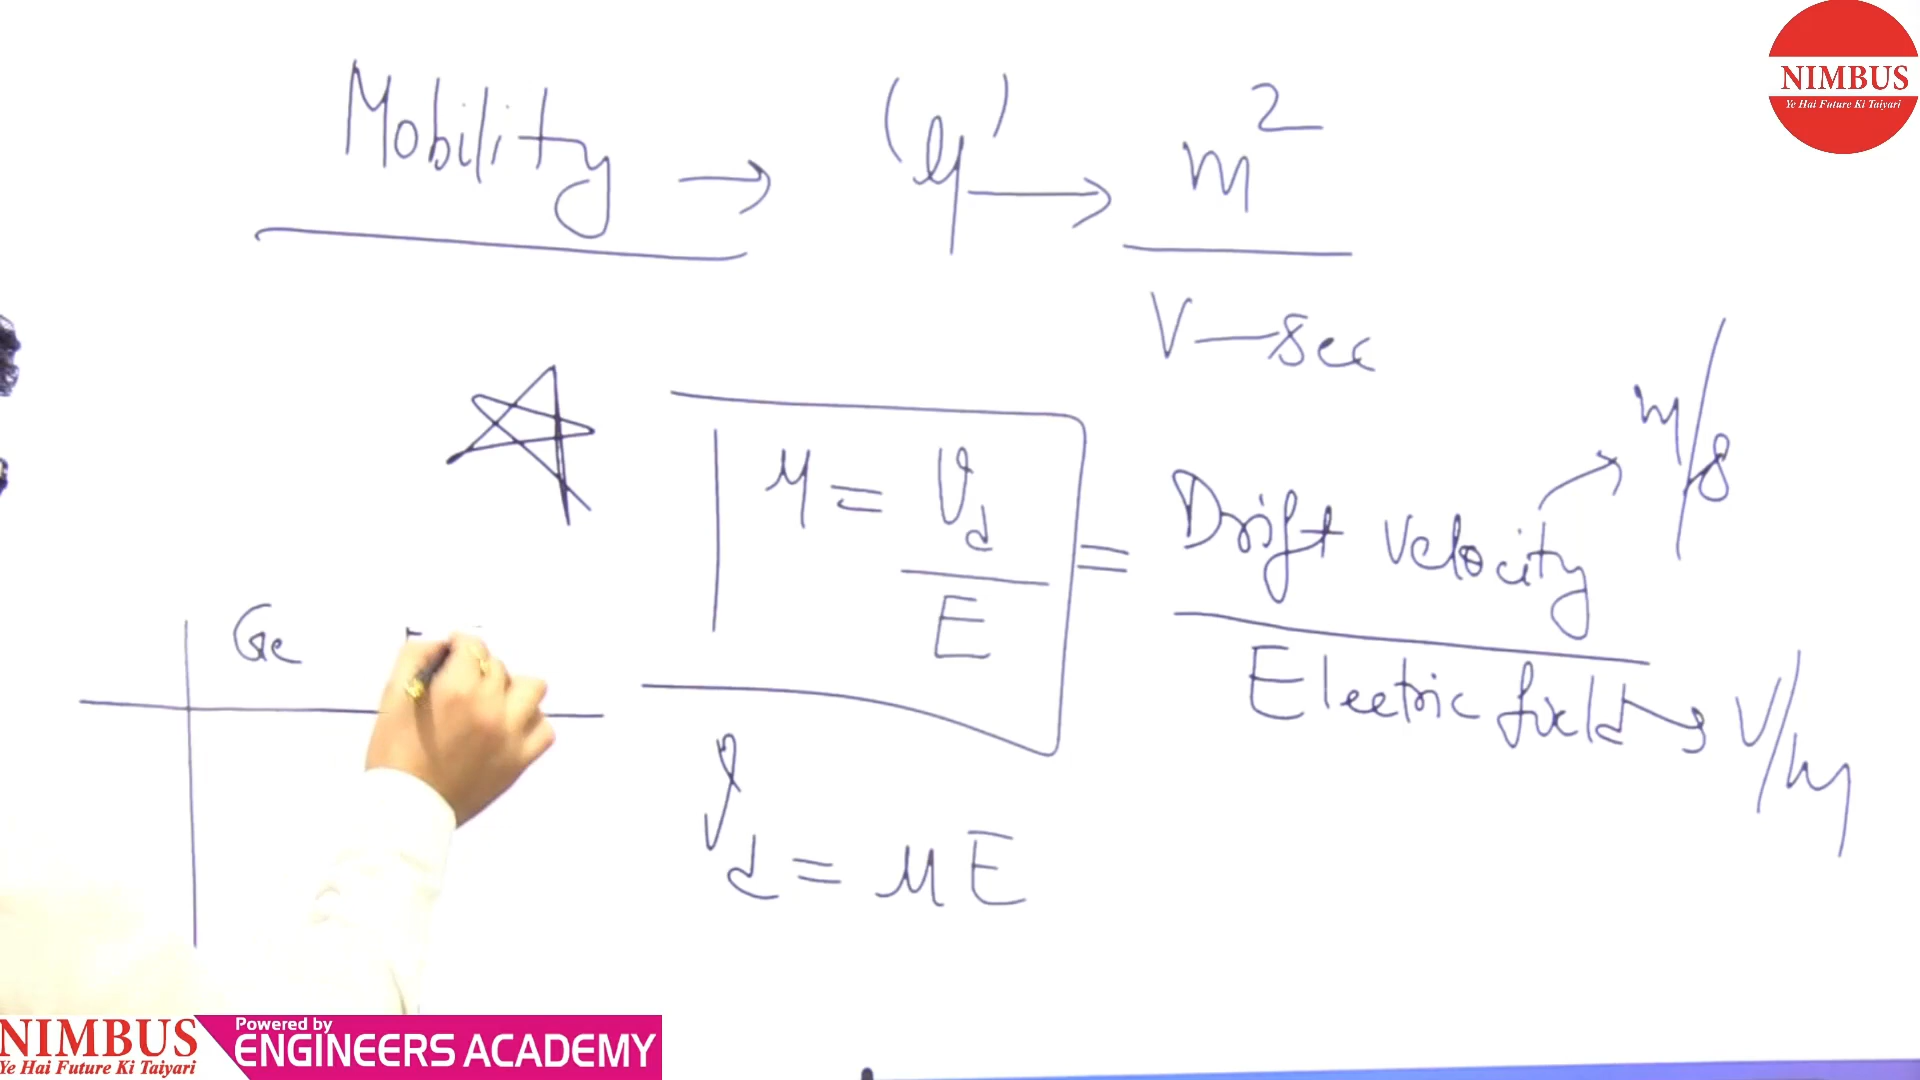 Mobility → (μ) → m²
V-sec
NIMBUS
Ye Hai Future Ki Taiyari
m/s
μ = Vd/E = Drift Velocity
Electric field → V/m
Ge
Vd = μE
NIMBUS
Ye Hai Future Ki Taiyari
Powered by
ENGINEERS ACADEMY